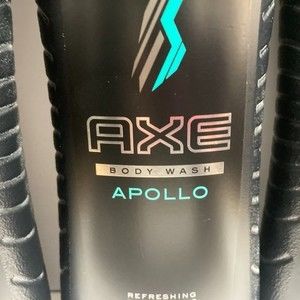 AXE
BODY WASH
APOLLO
REFRESHING